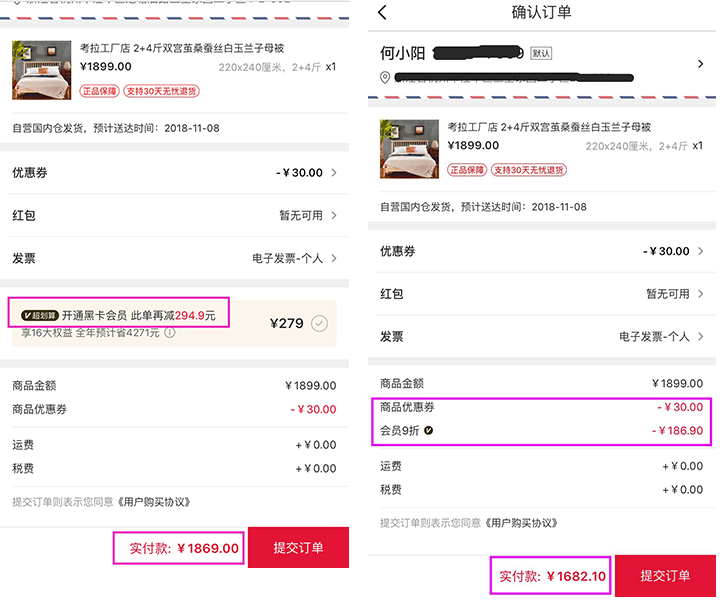 考拉工厂店 2+4斤双宫茧桑蚕丝白玉兰子母被
¥1899.00 220x240厘米，2+4斤 x1
正品保障 支持30天无忧退货
自营国内仓发货，预计送达时间：2018-11-08
优惠券 -¥30.00
红包 暂无可用
发票 电子发票-个人
超划算 开通黑卡会员 此单再减294.9元
享16大权益 全年预计省4271元
¥279
商品金额 ¥1899.00
商品优惠券 -¥30.00
运费 +¥0.00
税费 +¥0.00
提交订单则表示您同意《用户购买协议》
实付款: ¥1869.00 提交订单
确认订单
何小阳 默认
考拉工厂店 2+4斤双宫茧桑蚕丝白玉兰子母被
¥1899.00 220x240厘米，2+4斤 x1
正品保障 支持30天无忧退货
自营国内仓发货，预计送达时间：2018-11-08
优惠券 -¥30.00
红包 暂无可用
发票 电子发票-个人
商品金额 ¥1899.00
商品优惠券 -¥30.00
会员9折 -¥186.90
运费 +¥0.00
税费 +¥0.00
提交订单则表示您同意《用户购买协议》
实付款: ¥1682.10 提交订单